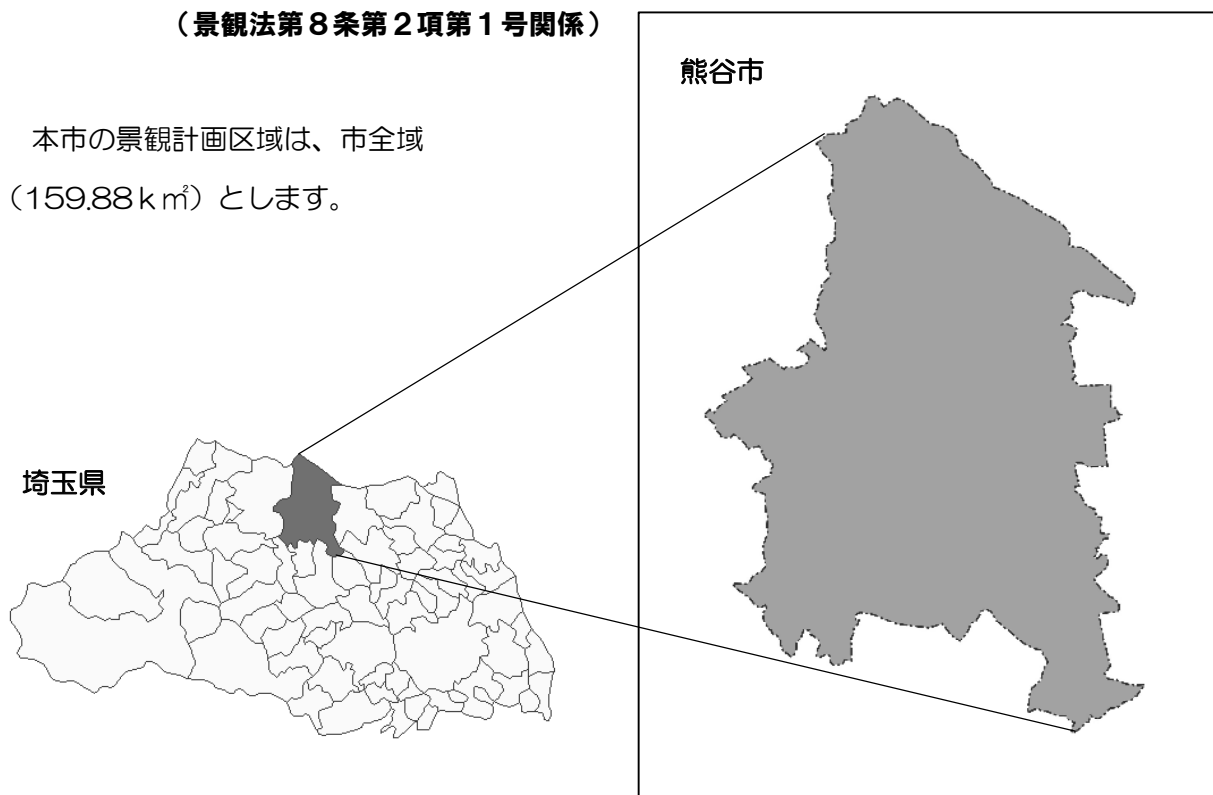 （景観法第８条第２項第１号関係）
本市の景観計画区域は、市全域
（159.88ｋ㎡）とします。
熊谷市
埼玉県